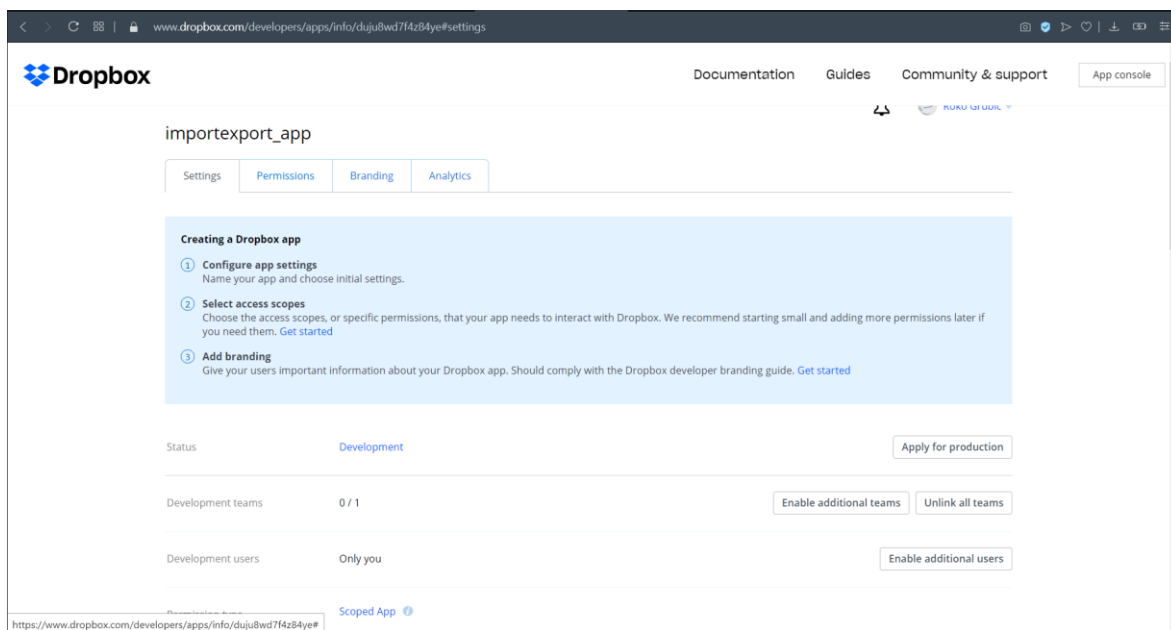 www.dropbox.com/developers/apps/info/duju8wd7f4z84ye#settings
Dropbox
Documentation Guides Community & support App console
Roko Grubic
importexport_app
Settings Permissions Branding Analytics
Creating a Dropbox app
1 Configure app settings
Name your app and choose initial settings.
2 Select access scopes
Choose the access scopes, or specific permissions, that your app needs to interact with Dropbox. We recommend starting small and adding more permissions later if
you need them. Get started
3 Add branding
Give your users important information about your Dropbox app. Should comply with the Dropbox developer branding guide. Get started
Status Development Apply for production
Development teams 0 / 1 Enable additional teams Unlink all teams
Development users Only you Enable additional users
Permission type Scoped App
https://www.dropbox.com/developers/apps/info/duju8wd7f4z84ye#